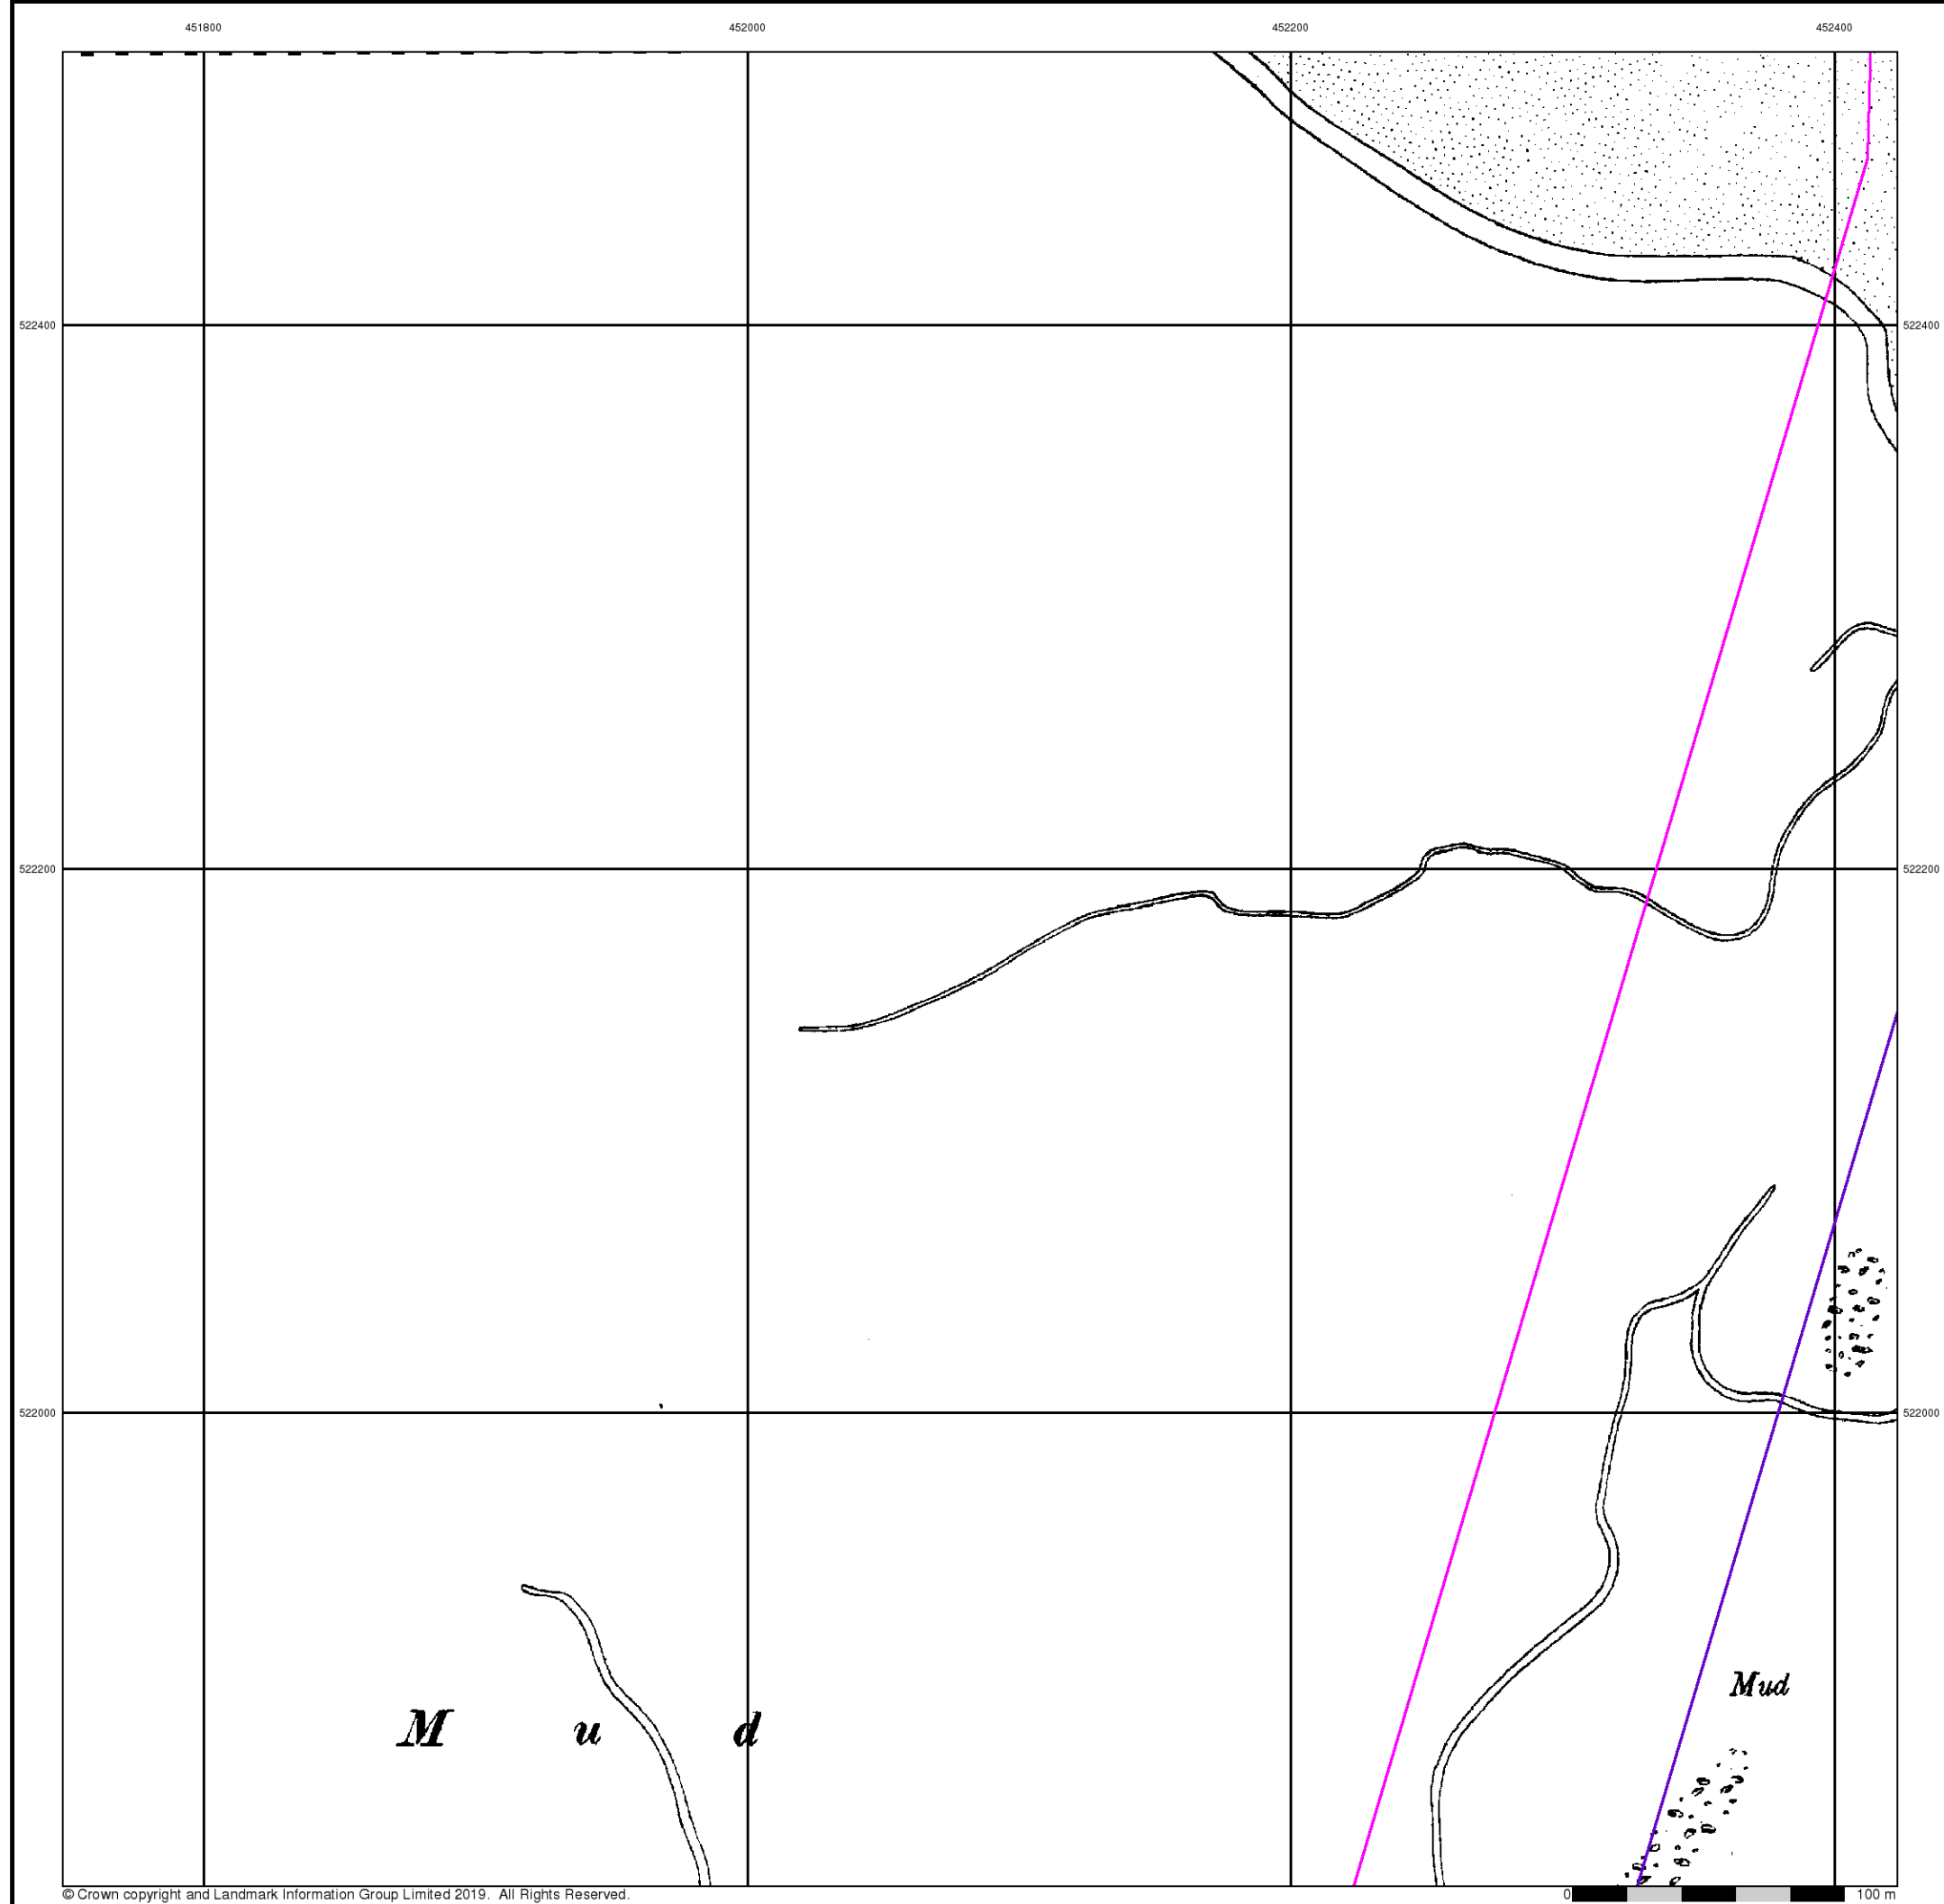 451800 452000 452200 452400
522400 522400
522200 522200
522000 522000
Mud
M u d
© Crown copyright and Landmark Information Group Limited 2019. All Rights Reserved. 0 100 m